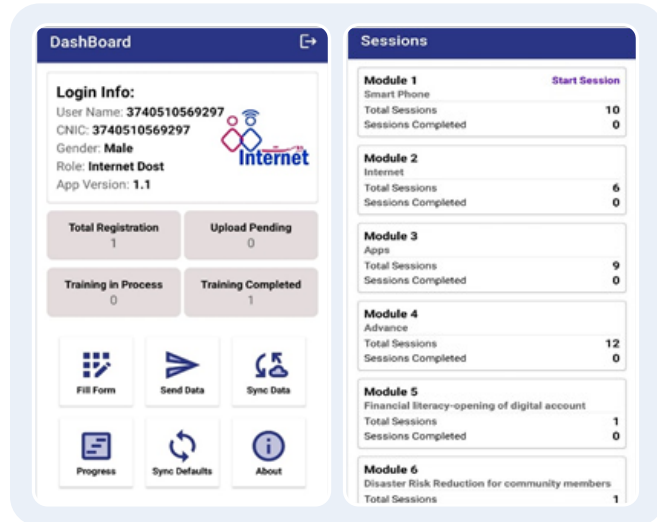 DashBoard
Login Info:
User Name: 3740510569297
CNIC: 3740510569297
Gender: Male
Role: Internet Dost
App Version: 1.1
Internet
Total Registration
1
Upload Pending
0
Training in Process
0
Training Completed
1
Fill Form
Send Data
Sync Data
Progress
Sync Defaults
About
Sessions
Module 1 Start Session
Smart Phone
Total Sessions 10
Sessions Completed 0
Module 2
Internet
Total Sessions 6
Sessions Completed 0
Module 3
Apps
Total Sessions 9
Sessions Completed 0
Module 4
Advance
Total Sessions 12
Sessions Completed 0
Module 5
Financial literacy-opening of digital account
Total Sessions 1
Sessions Completed 0
Module 6
Disaster Risk Reduction for community members
Total Sessions 1